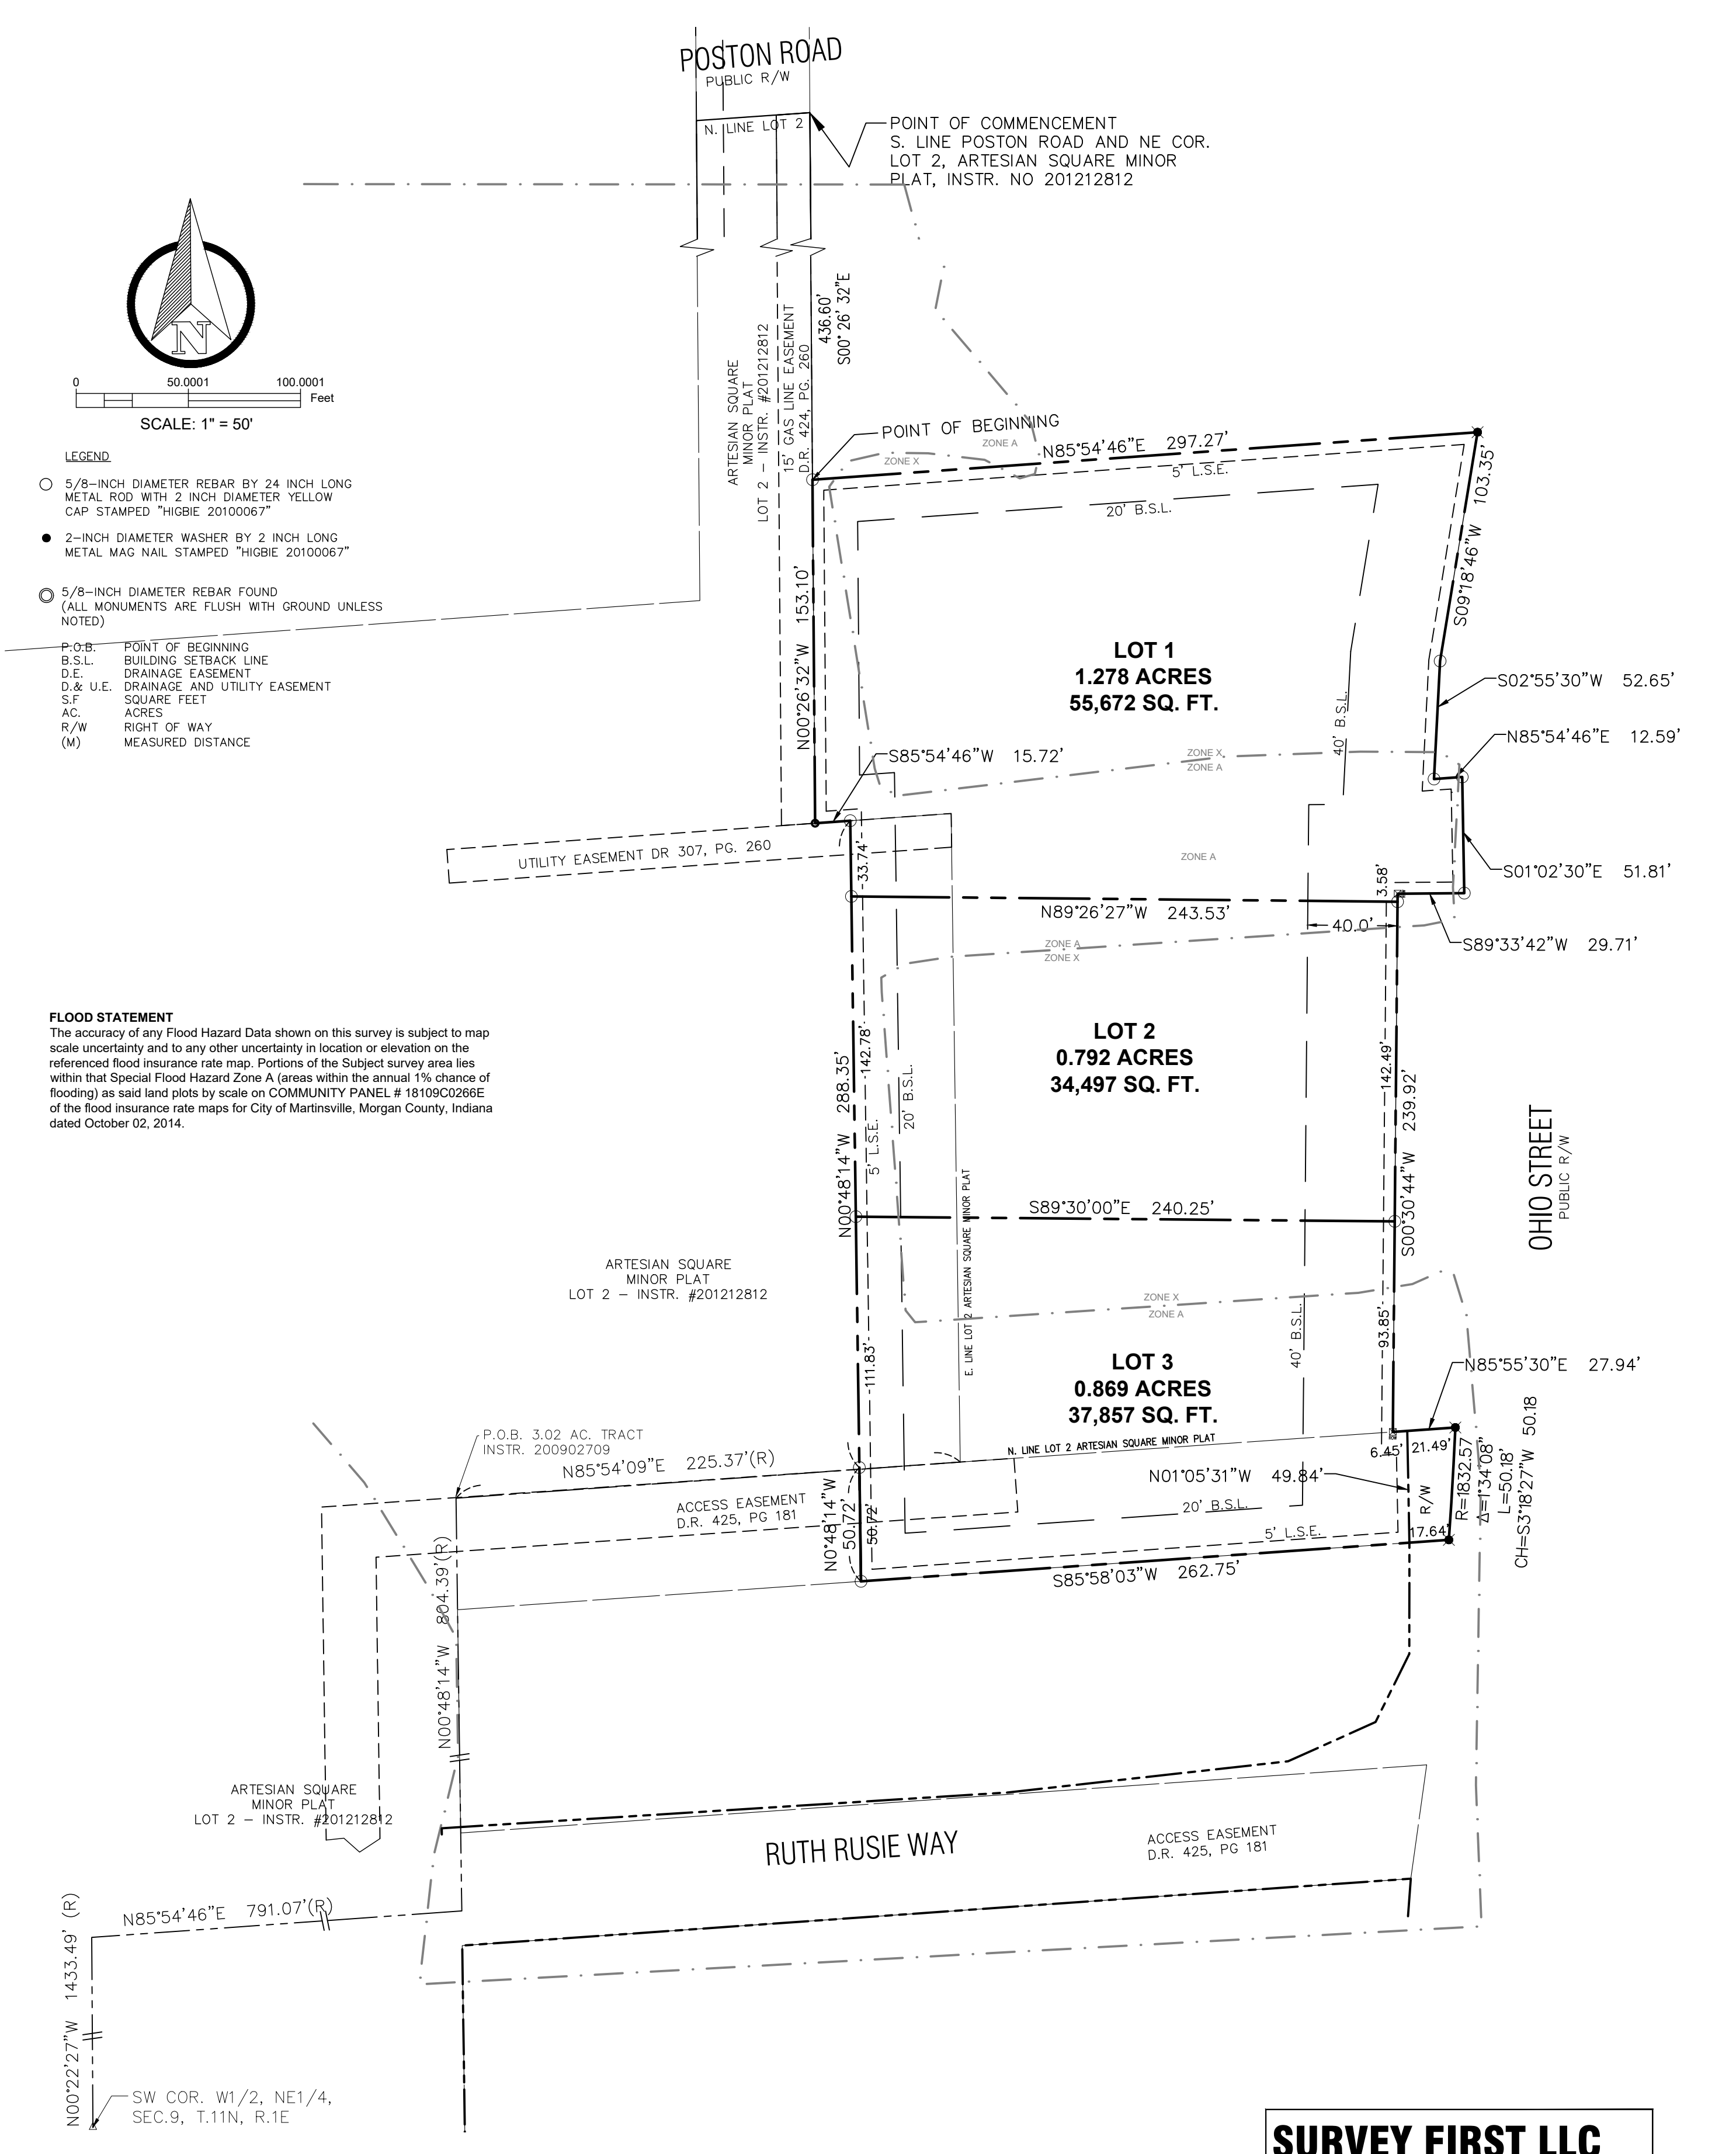 POSTON ROAD
PUBLIC R/W
N. LINE LOT 2
POINT OF COMMENCEMENT
S. LINE POSTON ROAD AND NE COR.
LOT 2, ARTESIAN SQUARE MINOR
PLAT, INSTR. NO 201212812
N
0 50.0001 100.0001
Feet
SCALE: 1" = 50'
LEGEND
5/8-INCH DIAMETER REBAR BY 24 INCH LONG
METAL ROD WITH 2 INCH DIAMETER YELLOW
CAP STAMPED "HIGBIE 20100067"
2-INCH DIAMETER WASHER BY 2 INCH LONG
METAL MAG NAIL STAMPED "HIGBIE 20100067"
5/8-INCH DIAMETER REBAR FOUND
(ALL MONUMENTS ARE FLUSH WITH GROUND UNLESS
NOTED)
P.O.B. POINT OF BEGINNING
B.S.L. BUILDING SETBACK LINE
D.E. DRAINAGE EASEMENT
D.& U.E. DRAINAGE AND UTILITY EASEMENT
S.F SQUARE FEET
AC. ACRES
R/W RIGHT OF WAY
(M) MEASURED DISTANCE
436.60'
S00°26'32"E
ARTESIAN SQUARE
MINOR PLAT
LOT 2 - INSTR. #201212812
15' GAS LINE EASEMENT
D.R. 424, PG. 260
POINT OF BEGINNING
ZONE A
ZONE X
N85°54'46"E 297.27'
5' L.S.E.
20' B.S.L.
S09°18'46"W 103.35'
N00°26'32"W 153.10'
LOT 1
1.278 ACRES
55,672 SQ. FT.
40' B.S.L.
S02°55'30"W 52.65'
N85°54'46"E 12.59'
S85°54'46"W 15.72'
ZONE X
ZONE A
UTILITY EASEMENT DR 307, PG. 260
33.74'
ZONE A
3.58'
S01°02'30"E 51.81'
N89°26'27"W 243.53'
40.0'
S89°33'42"W 29.71'
ZONE A
ZONE X
FLOOD STATEMENT
The accuracy of any Flood Hazard Data shown on this survey is subject to map
scale uncertainty and to any other uncertainty in location or elevation on the
referenced flood insurance rate map. Portions of the Subject survey area lies
within that Special Flood Hazard Zone A (areas within the annual 1% chance of
flooding) as said land plots by scale on COMMUNITY PANEL # 18109C0266E
of the flood insurance rate maps for City of Martinsville, Morgan County, Indiana
dated October 02, 2014.
LOT 2
0.792 ACRES
34,497 SQ. FT.
N00°48'14"W 288.35'
142.78'
5' L.S.E.
20' B.S.L.
E. LINE LOT 2 ARTESIAN SQUARE MINOR PLAT
142.49'
S00°30'44"W 239.92'
OHIO STREET
PUBLIC R/W
S89°30'00"E 240.25'
ARTESIAN SQUARE
MINOR PLAT
LOT 2 - INSTR. #201212812
ZONE X
ZONE A
111.83'
40' B.S.L.
93.85'
LOT 3
0.869 ACRES
37,857 SQ. FT.
N85°55'30"E 27.94'
P.O.B. 3.02 AC. TRACT
INSTR. 200902709
N85°54'09"E 225.37'(R)
N. LINE LOT 2 ARTESIAN SQUARE MINOR PLAT
6.45' 21.49'
N01°05'31"W 49.84'
R/W
R=1832.57
Δ=1°34'08"
L=50.18'
CH=S3°18'27"W 50.18
ACCESS EASEMENT
D.R. 425, PG 181
N0°48'14"W
50.72'
50.72'
20' B.S.L.
5' L.S.E.
17.64'
S85°58'03"W 262.75'
N00°48'14"W 804.39'(R)
ARTESIAN SQUARE
MINOR PLAT
LOT 2 - INSTR. #201212812
RUTH RUSIE WAY
ACCESS EASEMENT
D.R. 425, PG 181
N85°54'46"E 791.07'(R)
N00°22'27"W 1433.49' (R)
SW COR. W1/2, NE1/4,
SEC.9, T.11N, R.1E
SURVEY FIRST LLC